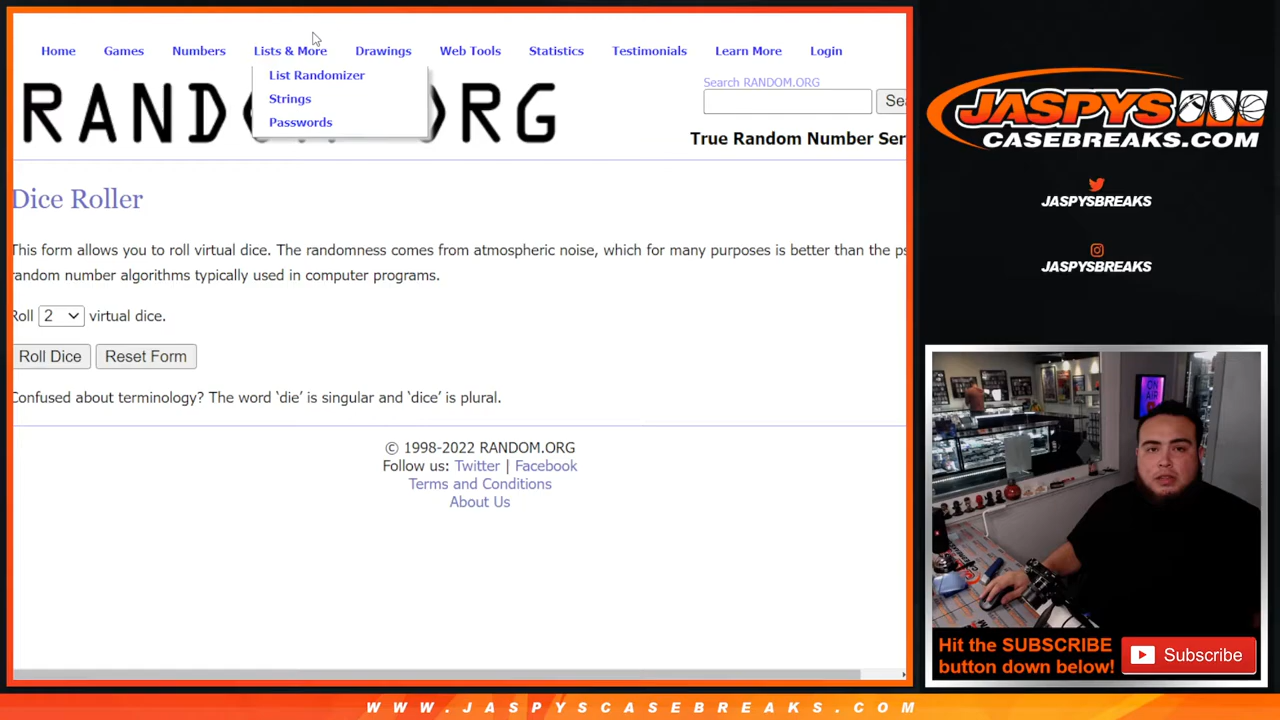 Home Games Numbers Lists & More Drawings Web Tools Statistics Testimonials Learn More Login
List Randomizer
Strings
Passwords
RAND .ORG
Search RANDOM.ORG
Sea
True Random Number Ser
Dice Roller
This form allows you to roll virtual dice. The randomness comes from atmospheric noise, which for many purposes is better than the ps
random number algorithms typically used in computer programs.
Roll 2 virtual dice.
Roll Dice Reset Form
Confused about terminology? The word ‘die’ is singular and ‘dice’ is plural.
© 1998-2022 RANDOM.ORG
Follow us: Twitter | Facebook
Terms and Conditions
About Us
JASPYS
CASEBREAKS.COM
JASPYSBREAKS
JASPYSBREAKS
ON
AIR
Hit the SUBSCRIBE
button down below!
Subscribe
WWW.JASPYSCASEBREAKS.COM